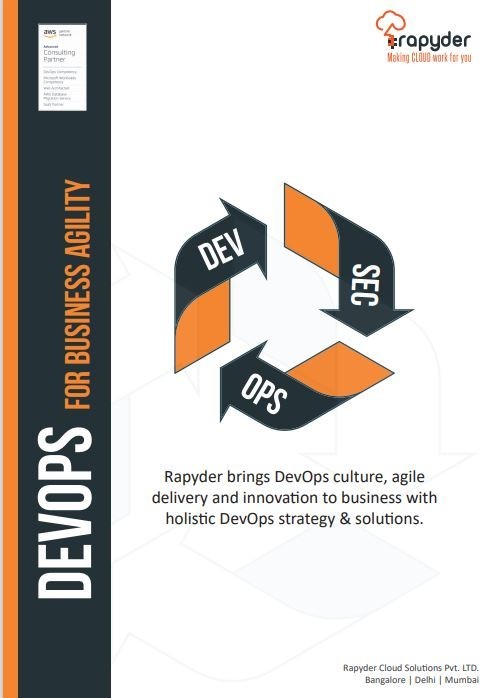 aws partner network
Advanced
Consulting
Partner
DevOps Competency
Microsoft Workloads
Competency
Well-Architected
AWS Database
Migration Service
SaaS Partner
rapyder
Making CLOUD work for you
DEVOPS FOR BUSINESS AGILITY
DEV
SEC
OPS
Rapyder brings DevOps culture, agile
delivery and innovation to business with
holistic DevOps strategy & solutions.
Rapyder Cloud Solutions Pvt. LTD.
Bangalore | Delhi | Mumbai